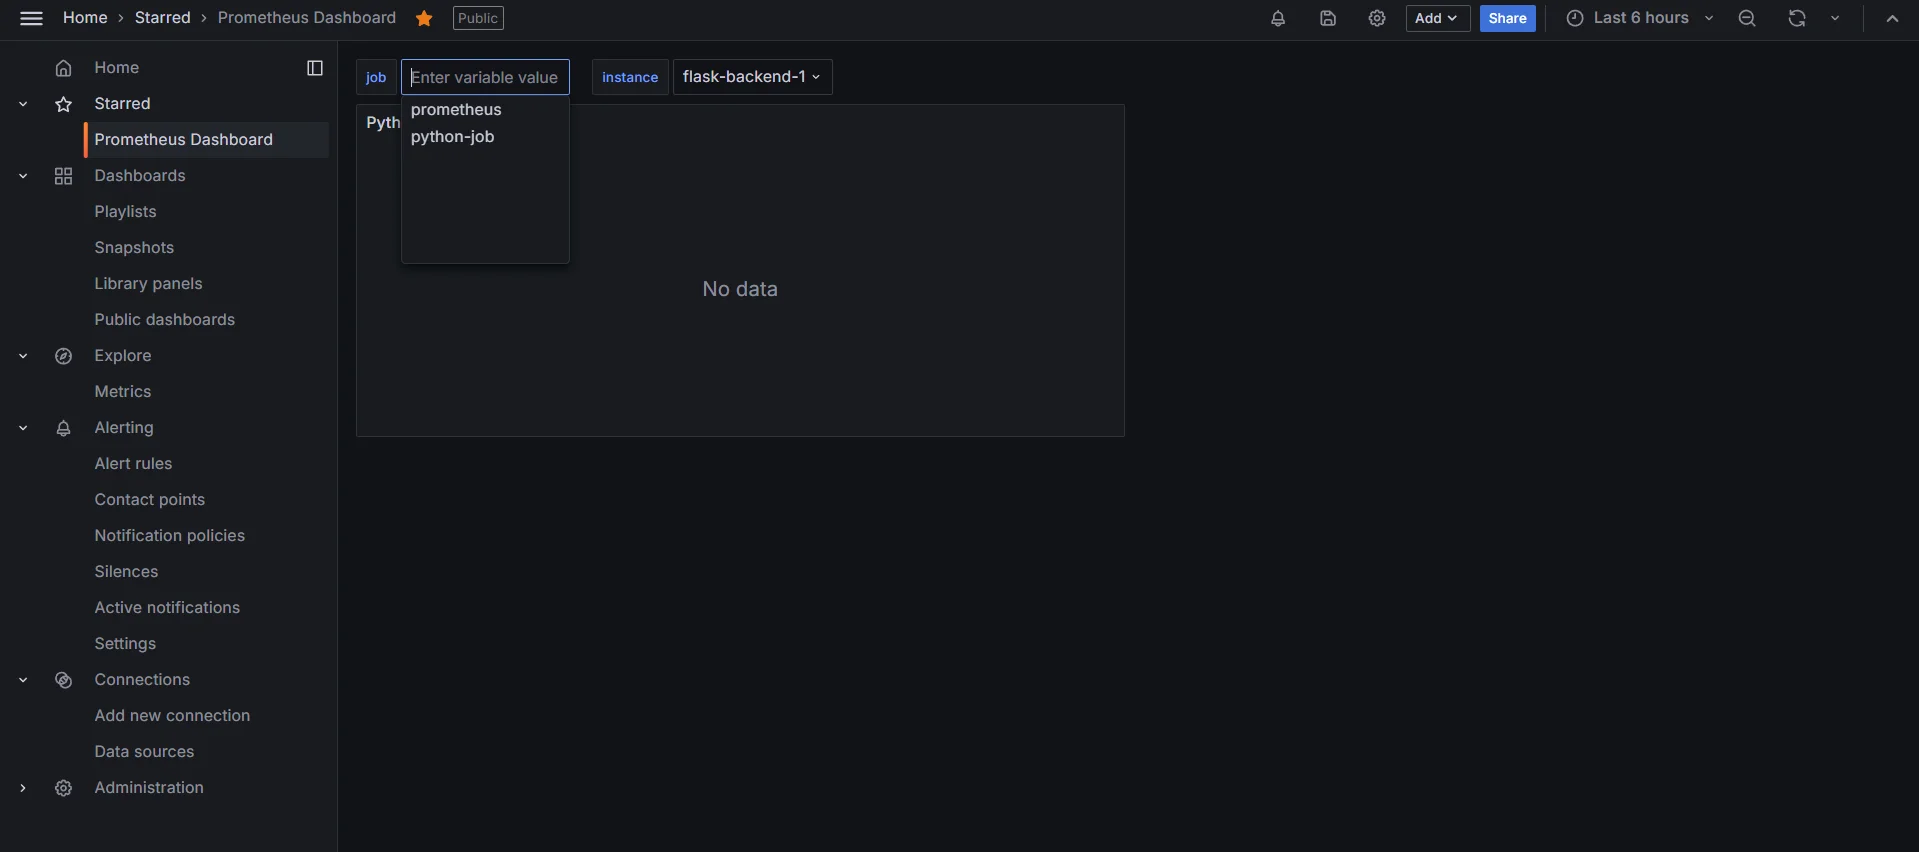 Home › Starred › Prometheus Dashboard Public Add Share Last 6 hours
Home
Starred
Prometheus Dashboard
Dashboards
Playlists
Snapshots
Library panels
Public dashboards
Explore
Metrics
Alerting
Alert rules
Contact points
Notification policies
Silences
Active notifications
Settings
Connections
Add new connection
Data sources
Administration
job Enter variable value instance flask-backend-1
prometheus
python-job
Pyth
No data